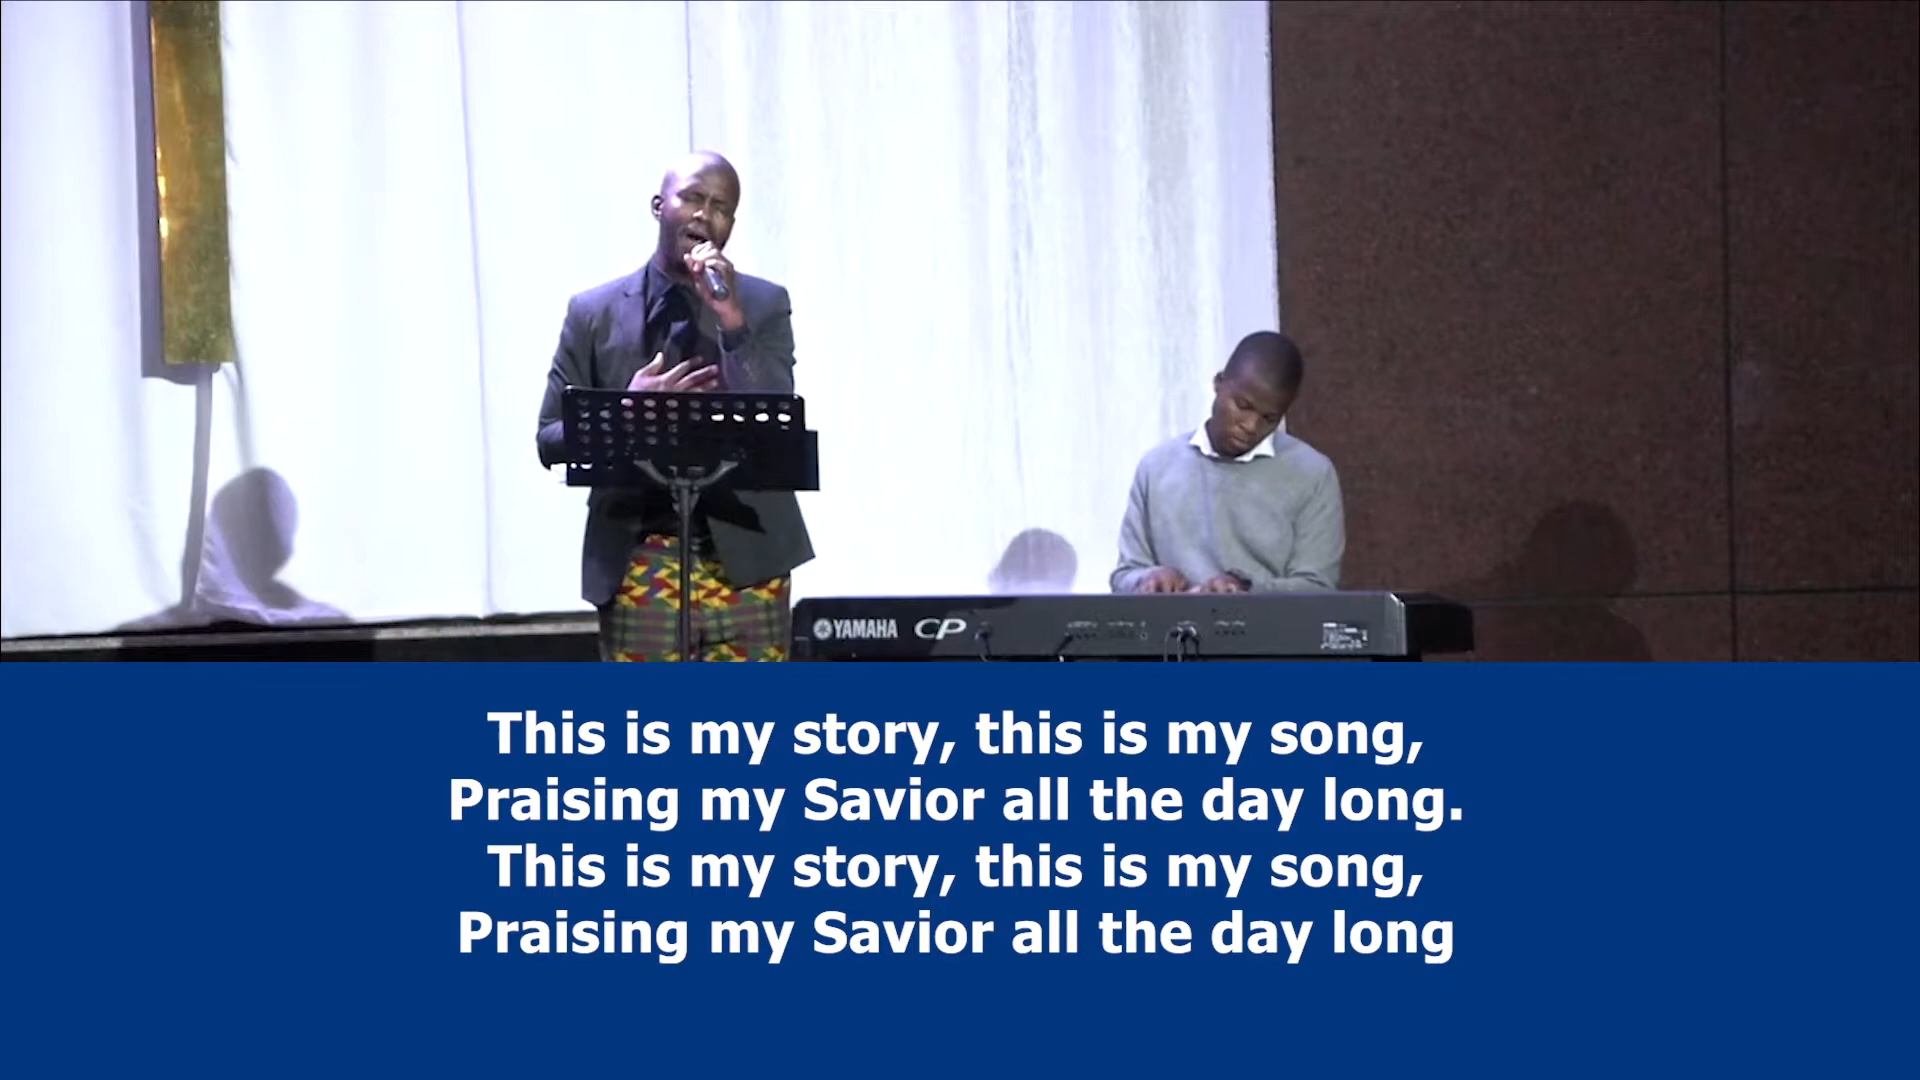 YAMAHA CP
This is my story, this is my song,
Praising my Savior all the day long.
This is my story, this is my song,
Praising my Savior all the day long